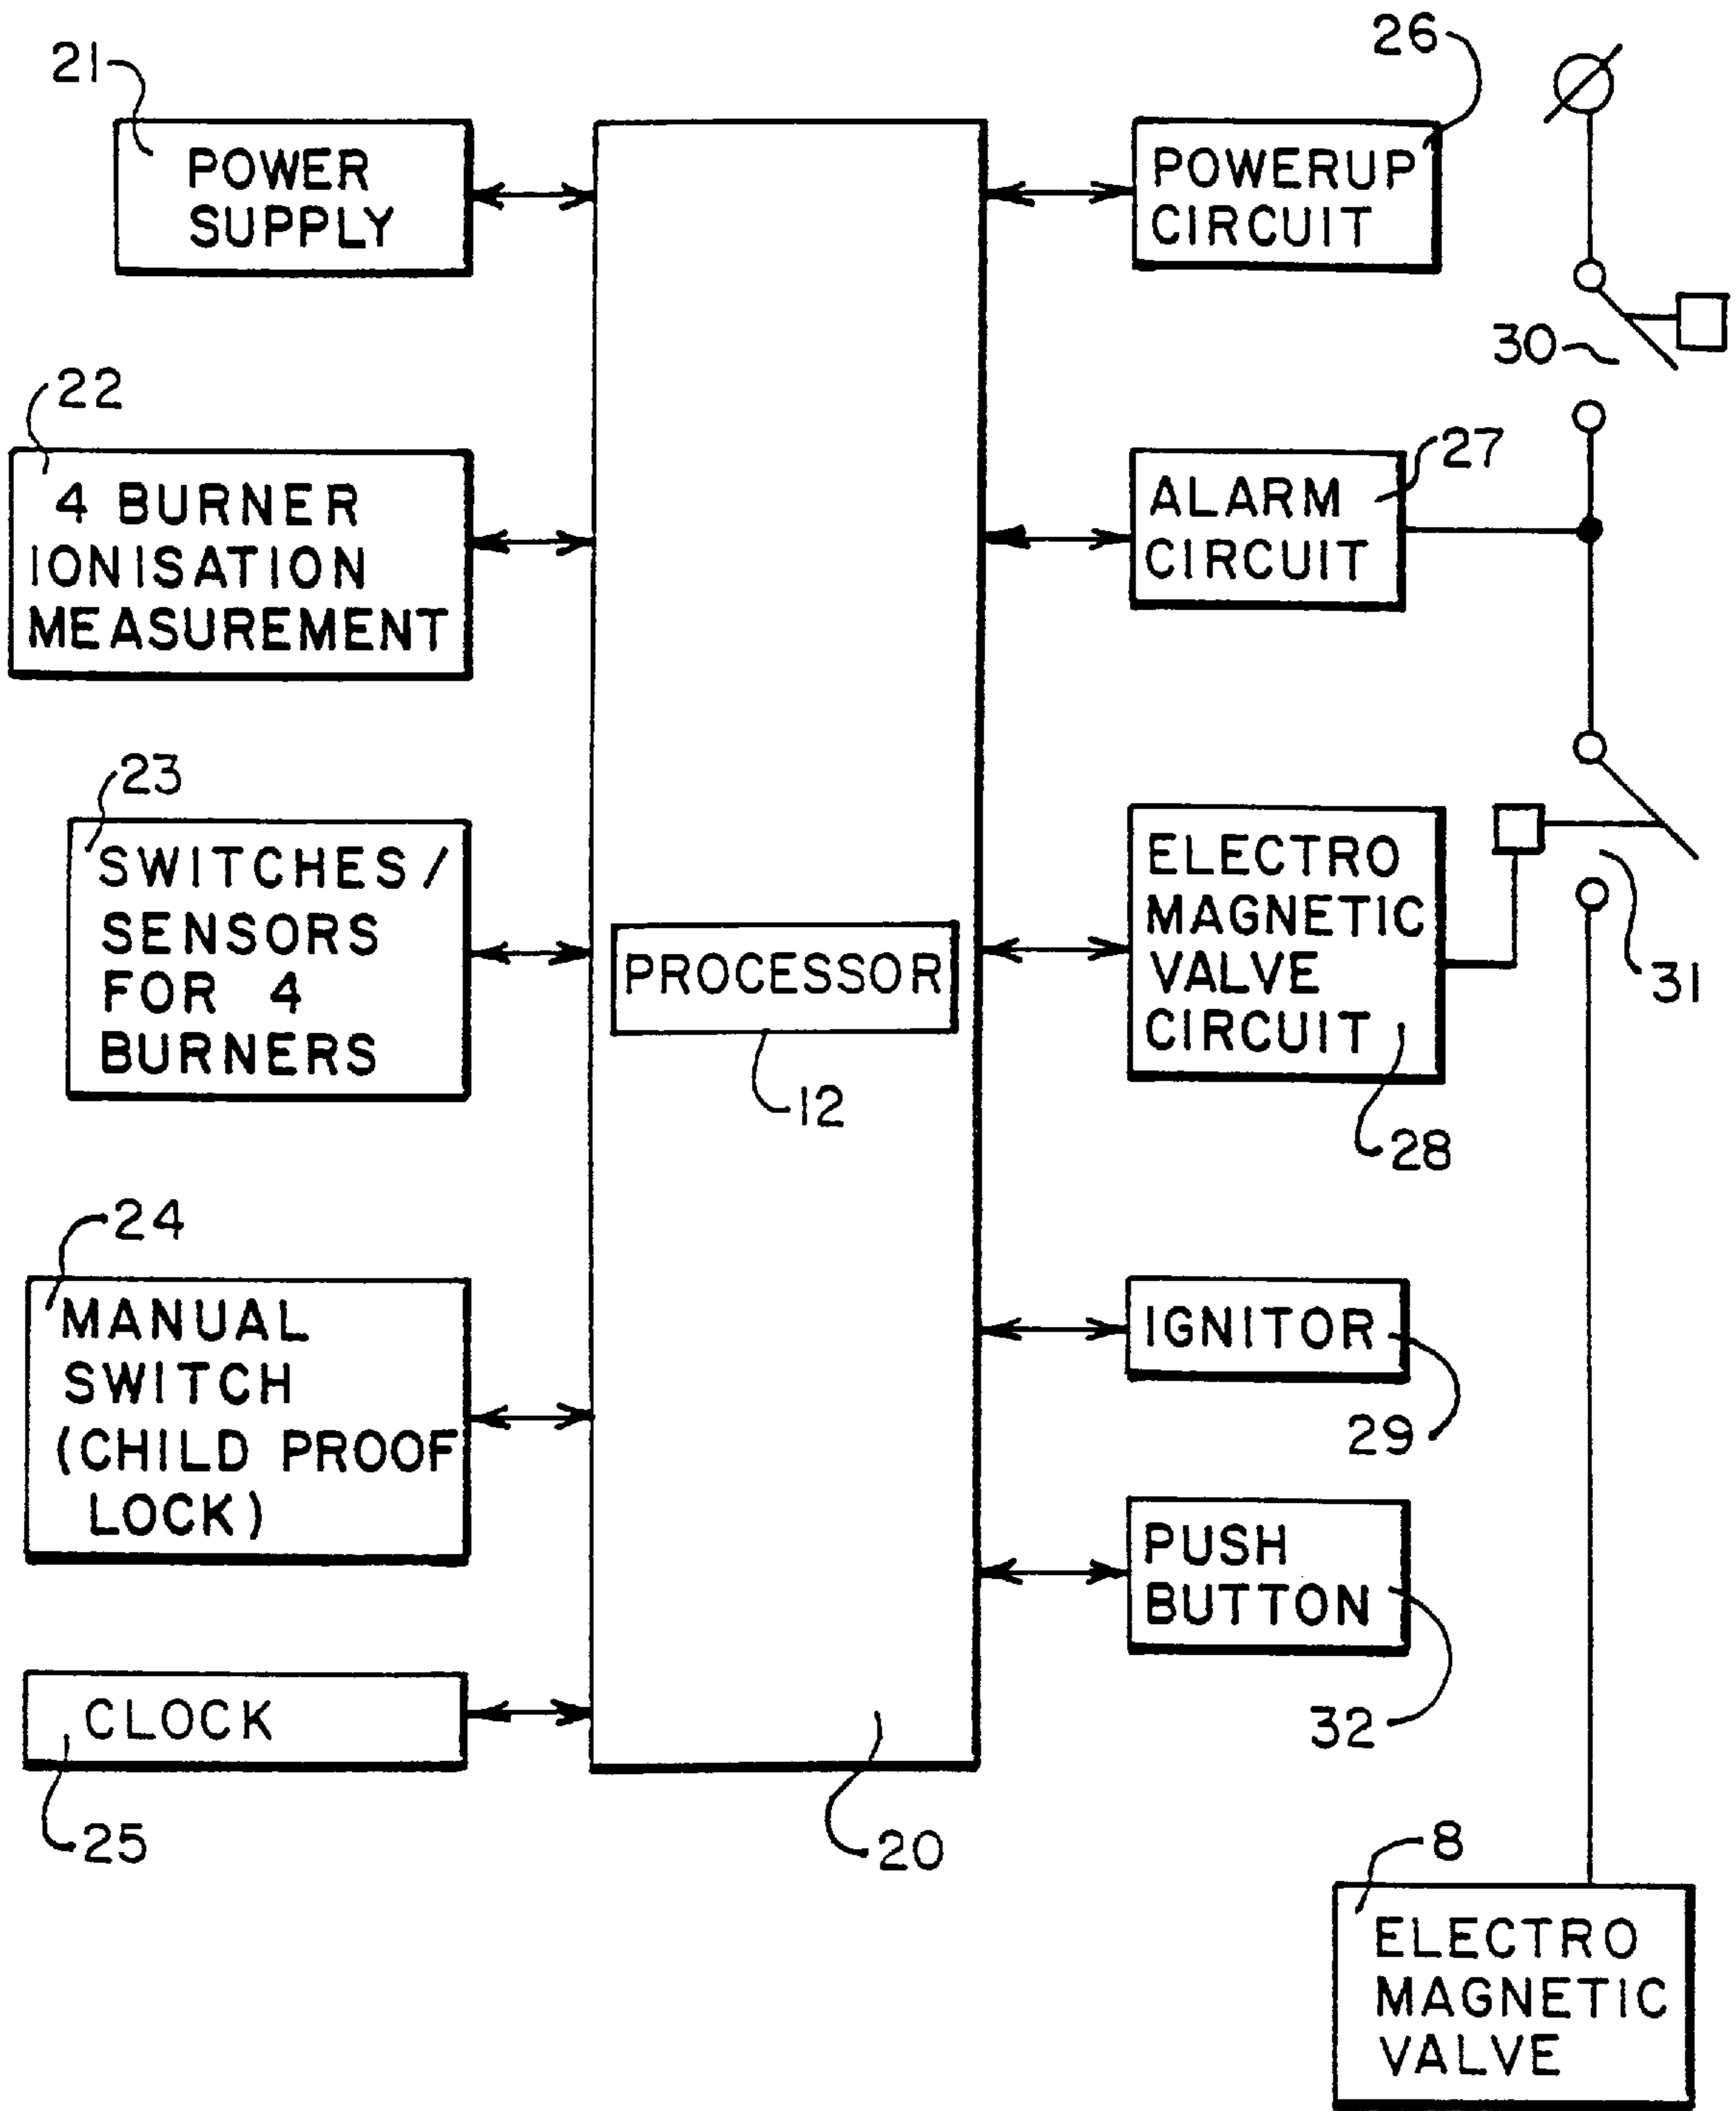 21
POWER
SUPPLY
26
POWERUP
CIRCUIT
30
22
4 BURNER
IONISATION
MEASUREMENT
27
ALARM
CIRCUIT
23
SWITCHES/
SENSORS
FOR 4
BURNERS
PROCESSOR
12
ELECTRO
MAGNETIC
VALVE
CIRCUIT
31
28
24
MANUAL
SWITCH
(CHILD PROOF
LOCK)
IGNITOR
29
PUSH
BUTTON
32
CLOCK
25
20
8
ELECTRO
MAGNETIC
VALVE